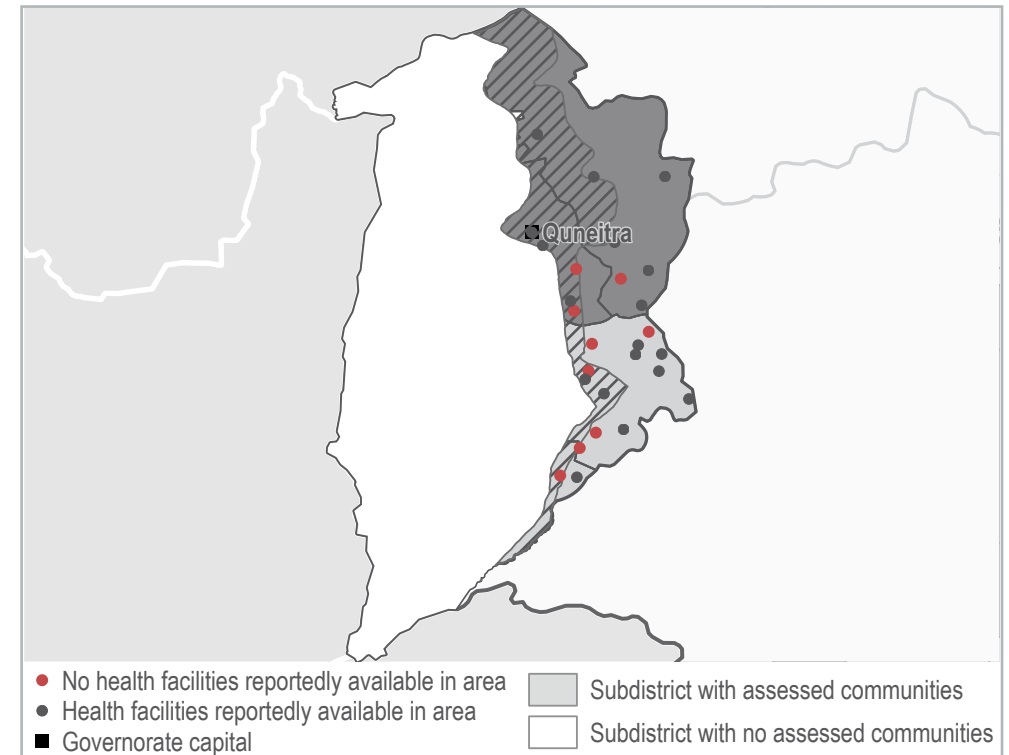 Quneitra
No health facilities reportedly available in area
Health facilities reportedly available in area
Governorate capital
Subdistrict with assessed communities
Subdistrict with no assessed communities